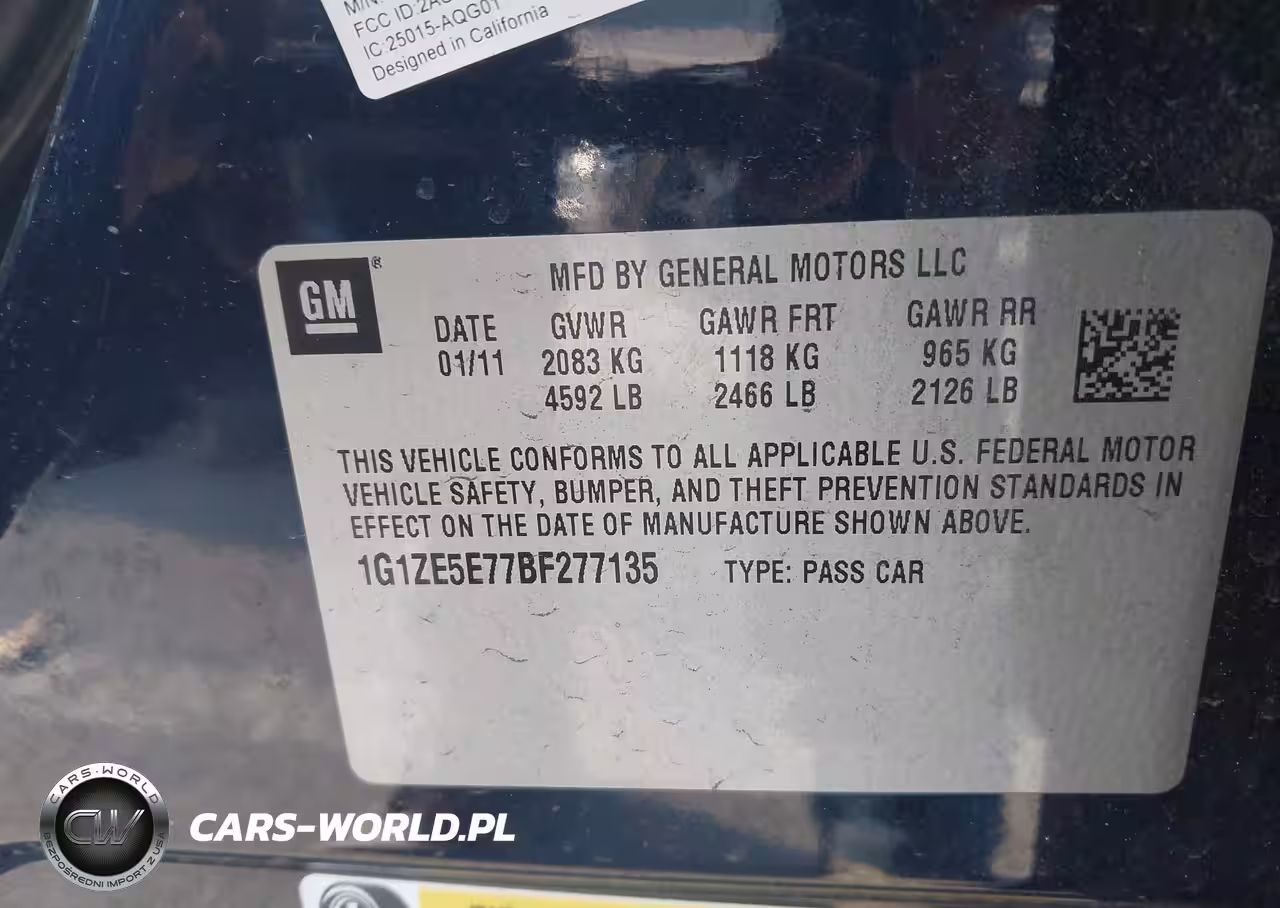 FCC ID:2A
IC:25015-AQG01
Designed in California
GM
®
MFD BY GENERAL MOTORS LLC
DATE GVWR GAWR FRT GAWR RR
01/11 2083 KG 1118 KG 965 KG
4592 LB 2466 LB 2126 LB
THIS VEHICLE CONFORMS TO ALL APPLICABLE U.S. FEDERAL MOTOR
VEHICLE SAFETY, BUMPER, AND THEFT PREVENTION STANDARDS IN
EFFECT ON THE DATE OF MANUFACTURE SHOWN ABOVE.
1G1ZE5E77BF277135 TYPE: PASS CAR
CARS-WORLD
CW
BEZPOŚREDNI IMPORT Z USA
CARS-WORLD.PL